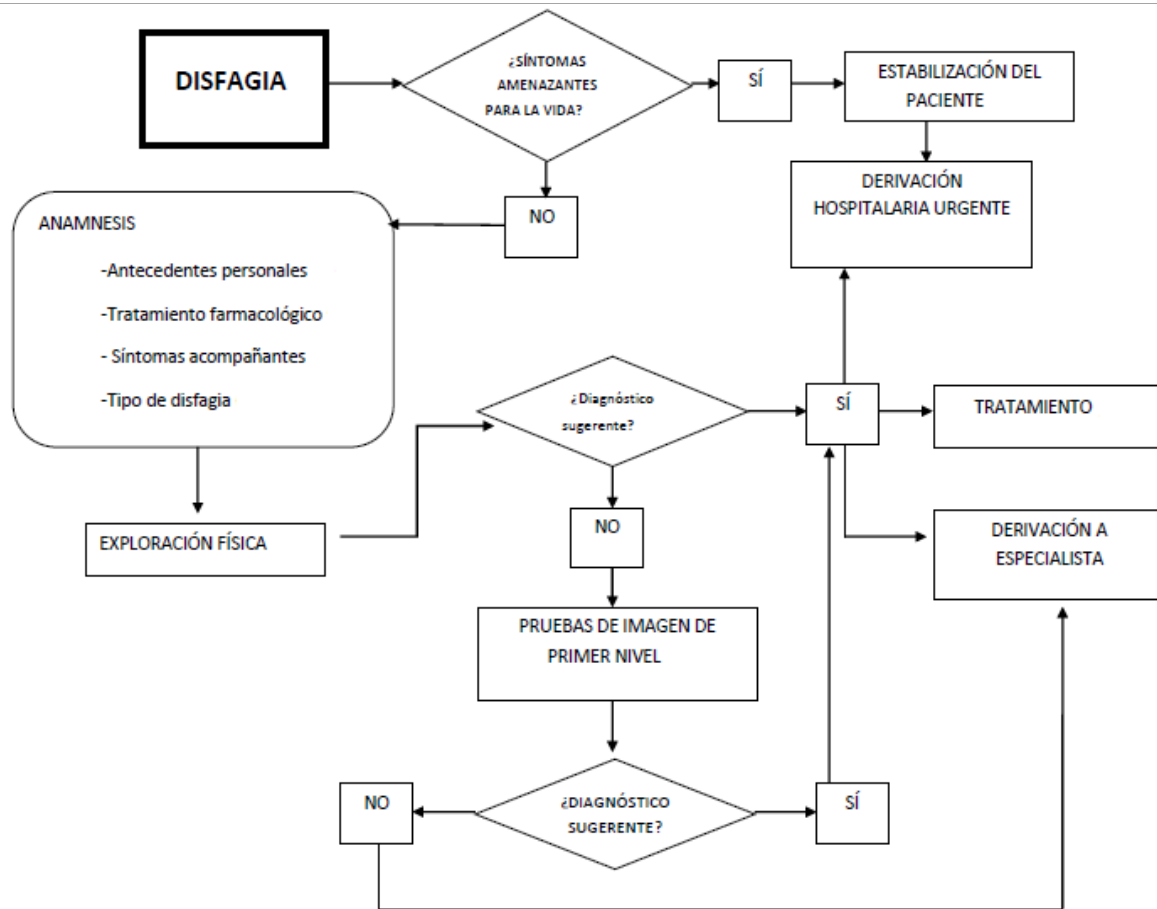 DISFAGIA
¿SÍNTOMAS
AMENAZANTES
PARA LA VIDA?
SÍ
ESTABILIZACIÓN DEL
PACIENTE
DERIVACIÓN
HOSPITALARIA URGENTE
NO
ANAMNESIS
-Antecedentes personales
-Tratamiento farmacológico
- Síntomas acompañantes
-Tipo de disfagia
EXPLORACIÓN FÍSICA
¿Diagnóstico
sugerente?
SÍ
TRATAMIENTO
DERIVACIÓN A
ESPECIALISTA
NO
PRUEBAS DE IMAGEN DE
PRIMER NIVEL
¿DIAGNÓSTICO
SUGERENTE?
NO
SÍ